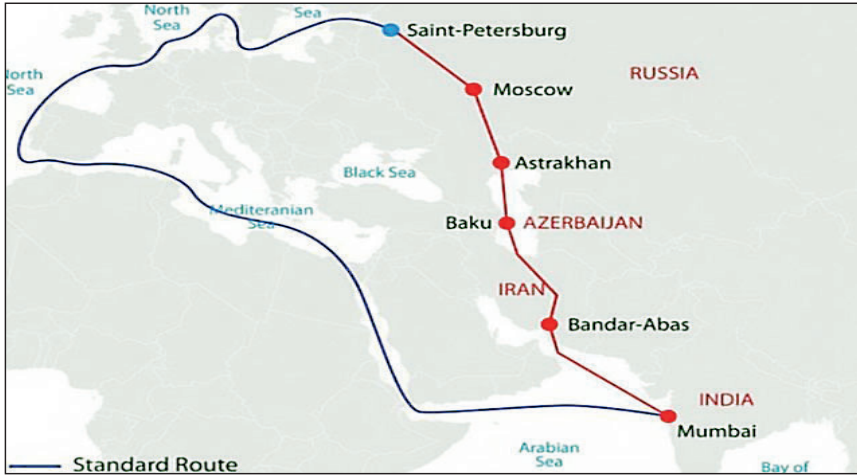 North
Sea
Sea
Saint-Petersburg
North
Sea
RUSSIA
Moscow
Astrakhan
Black Sea
Mediteranian
Sea
Baku
AZERBAIJAN
IRAN
Bandar-Abas
INDIA
Mumbai
Arabian
Sea
Standard Route
Bay of